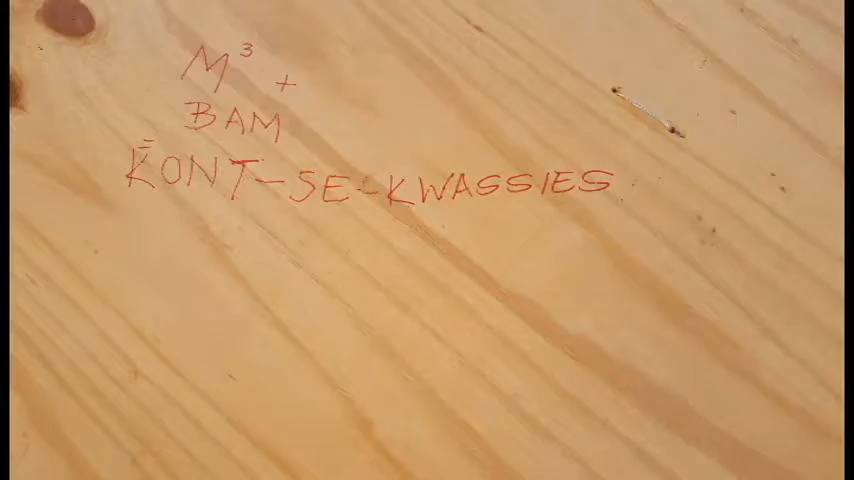 M³ +
BAM
= KONT-SE-KWASSIES